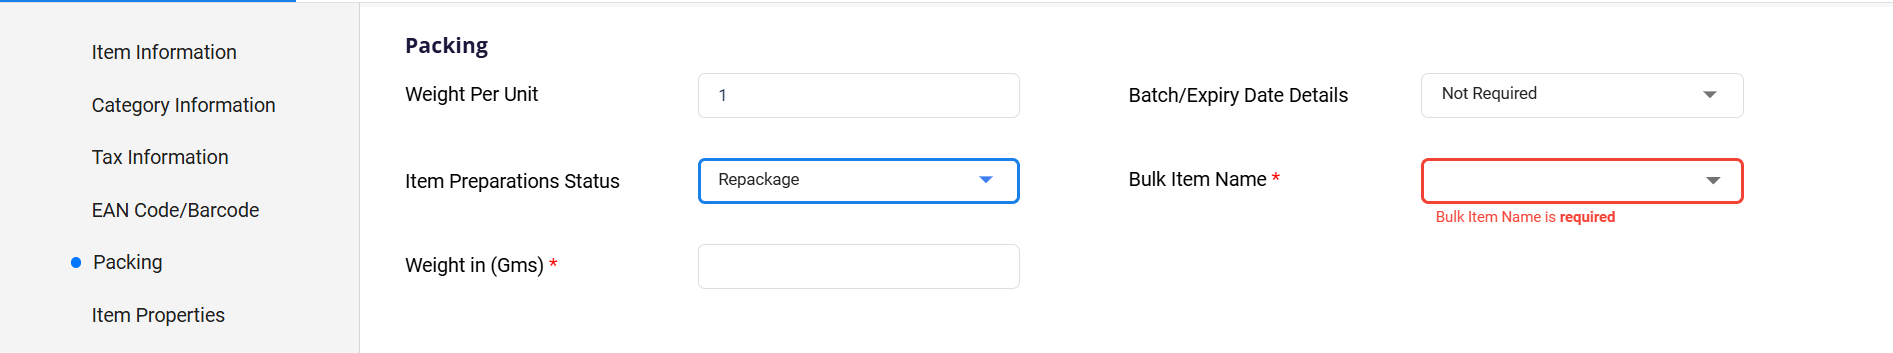 Item Information
Category Information
Tax Information
EAN Code/Barcode
Packing
Item Properties
Packing
Weight Per Unit
1
Batch/Expiry Date Details
Not Required
Item Preparations Status
Repackage
Bulk Item Name *
Bulk Item Name is required
Weight in (Gms) *